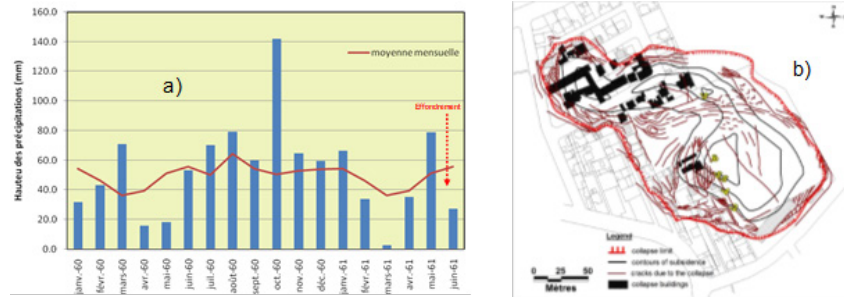 160.0
140.0
120.0
100.0
80.0
60.0
40.0
20.0
0.0
Hauteu des précipitations (mm)
a)
moyenne mensuelle
Effondrement
janv.-60
févr.-60
mars-60
avr.-60
mai-60
juin-60
juil.-60
août-60
sept.-60
oct.-60
nov.-60
déc.-60
janv.-61
févr.-61
mars-61
avr.-61
mai-61
juin-61
b)
Legend
collapse limit
contours of subsidence
cracks due to the collapse
collapse buildings
0 25 50
Mètres